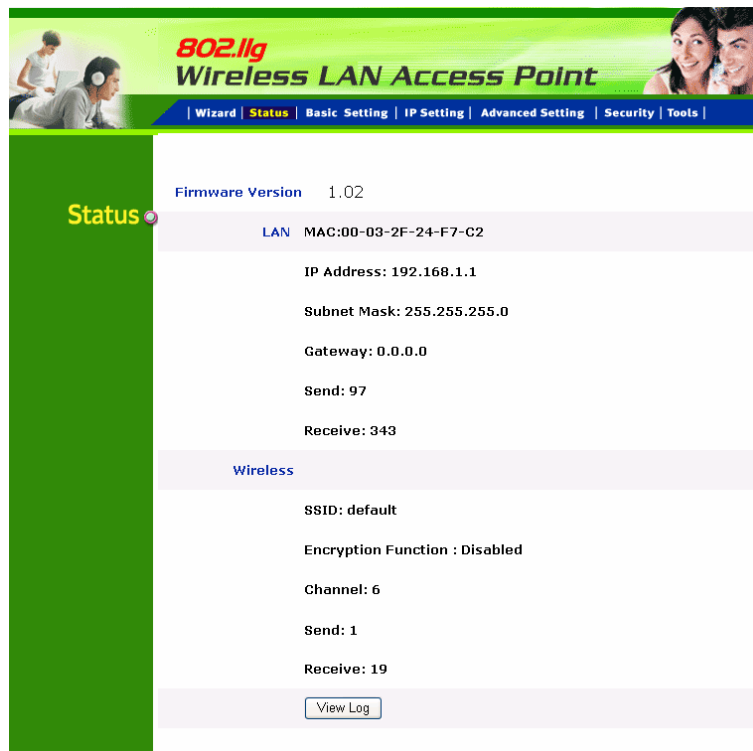 802.11g
Wireless LAN Access Point
| Wizard | Status | Basic Setting | IP Setting | Advanced Setting | Security | Tools |
Status
Firmware Version 1.02
LAN MAC:00-03-2F-24-F7-C2
IP Address: 192.168.1.1
Subnet Mask: 255.255.255.0
Gateway: 0.0.0.0
Send: 97
Receive: 343
Wireless
SSID: default
Encryption Function : Disabled
Channel: 6
Send: 1
Receive: 19
View Log